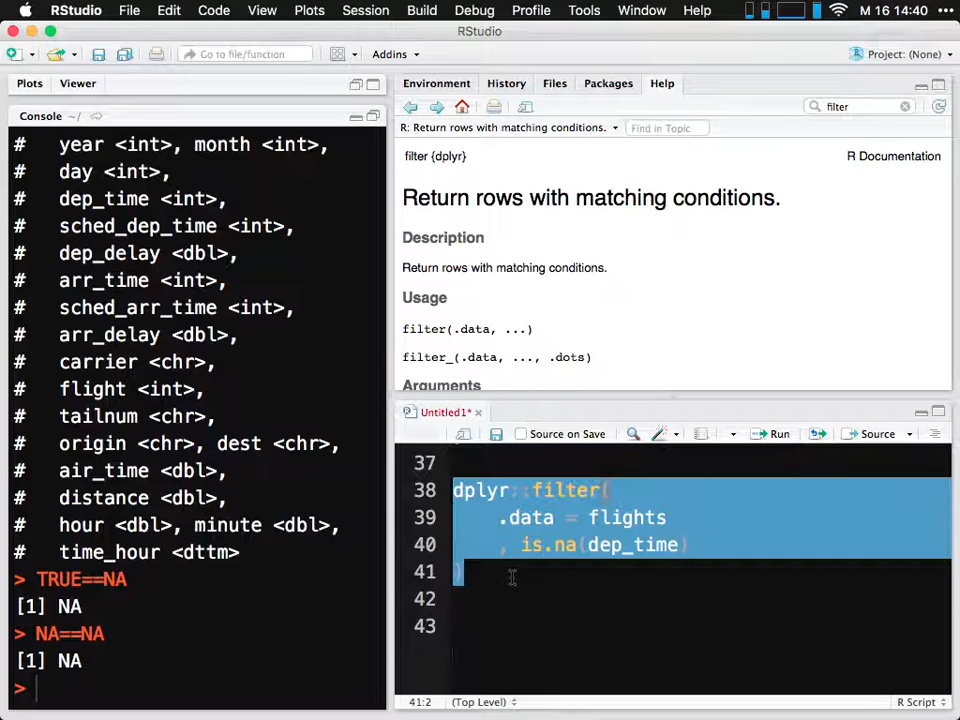 RStudio File Edit Code View Plots Session Build Debug Profile Tools Window Help M 16 14:40
RStudio
Go to file/function Addins Project: (None)
Plots Viewer
Console ~/
# year <int>, month <int>,
# day <int>,
# dep_time <int>,
# sched_dep_time <int>,
# dep_delay <dbl>,
# arr_time <int>,
# sched_arr_time <int>,
# arr_delay <dbl>,
# carrier <chr>,
# flight <int>,
# tailnum <chr>,
# origin <chr>, dest <chr>,
# air_time <dbl>,
# distance <dbl>,
# hour <dbl>, minute <dbl>,
# time_hour <dttm>
> TRUE==NA
[1] NA
> NA==NA
[1] NA
>
Environment History Files Packages Help
filter
R: Return rows with matching conditions. Find in Topic
filter {dplyr} R Documentation
Return rows with matching conditions.
Description
Return rows with matching conditions.
Usage
filter(.data, ...)
filter_(.data, ..., .dots)
Arguments
Untitled1*
Source on Save Run Source
37
38 dplyr::filter(
39 .data = flights
40 , is.na(dep_time)
41 )
42
43
41:2 (Top Level) R Script